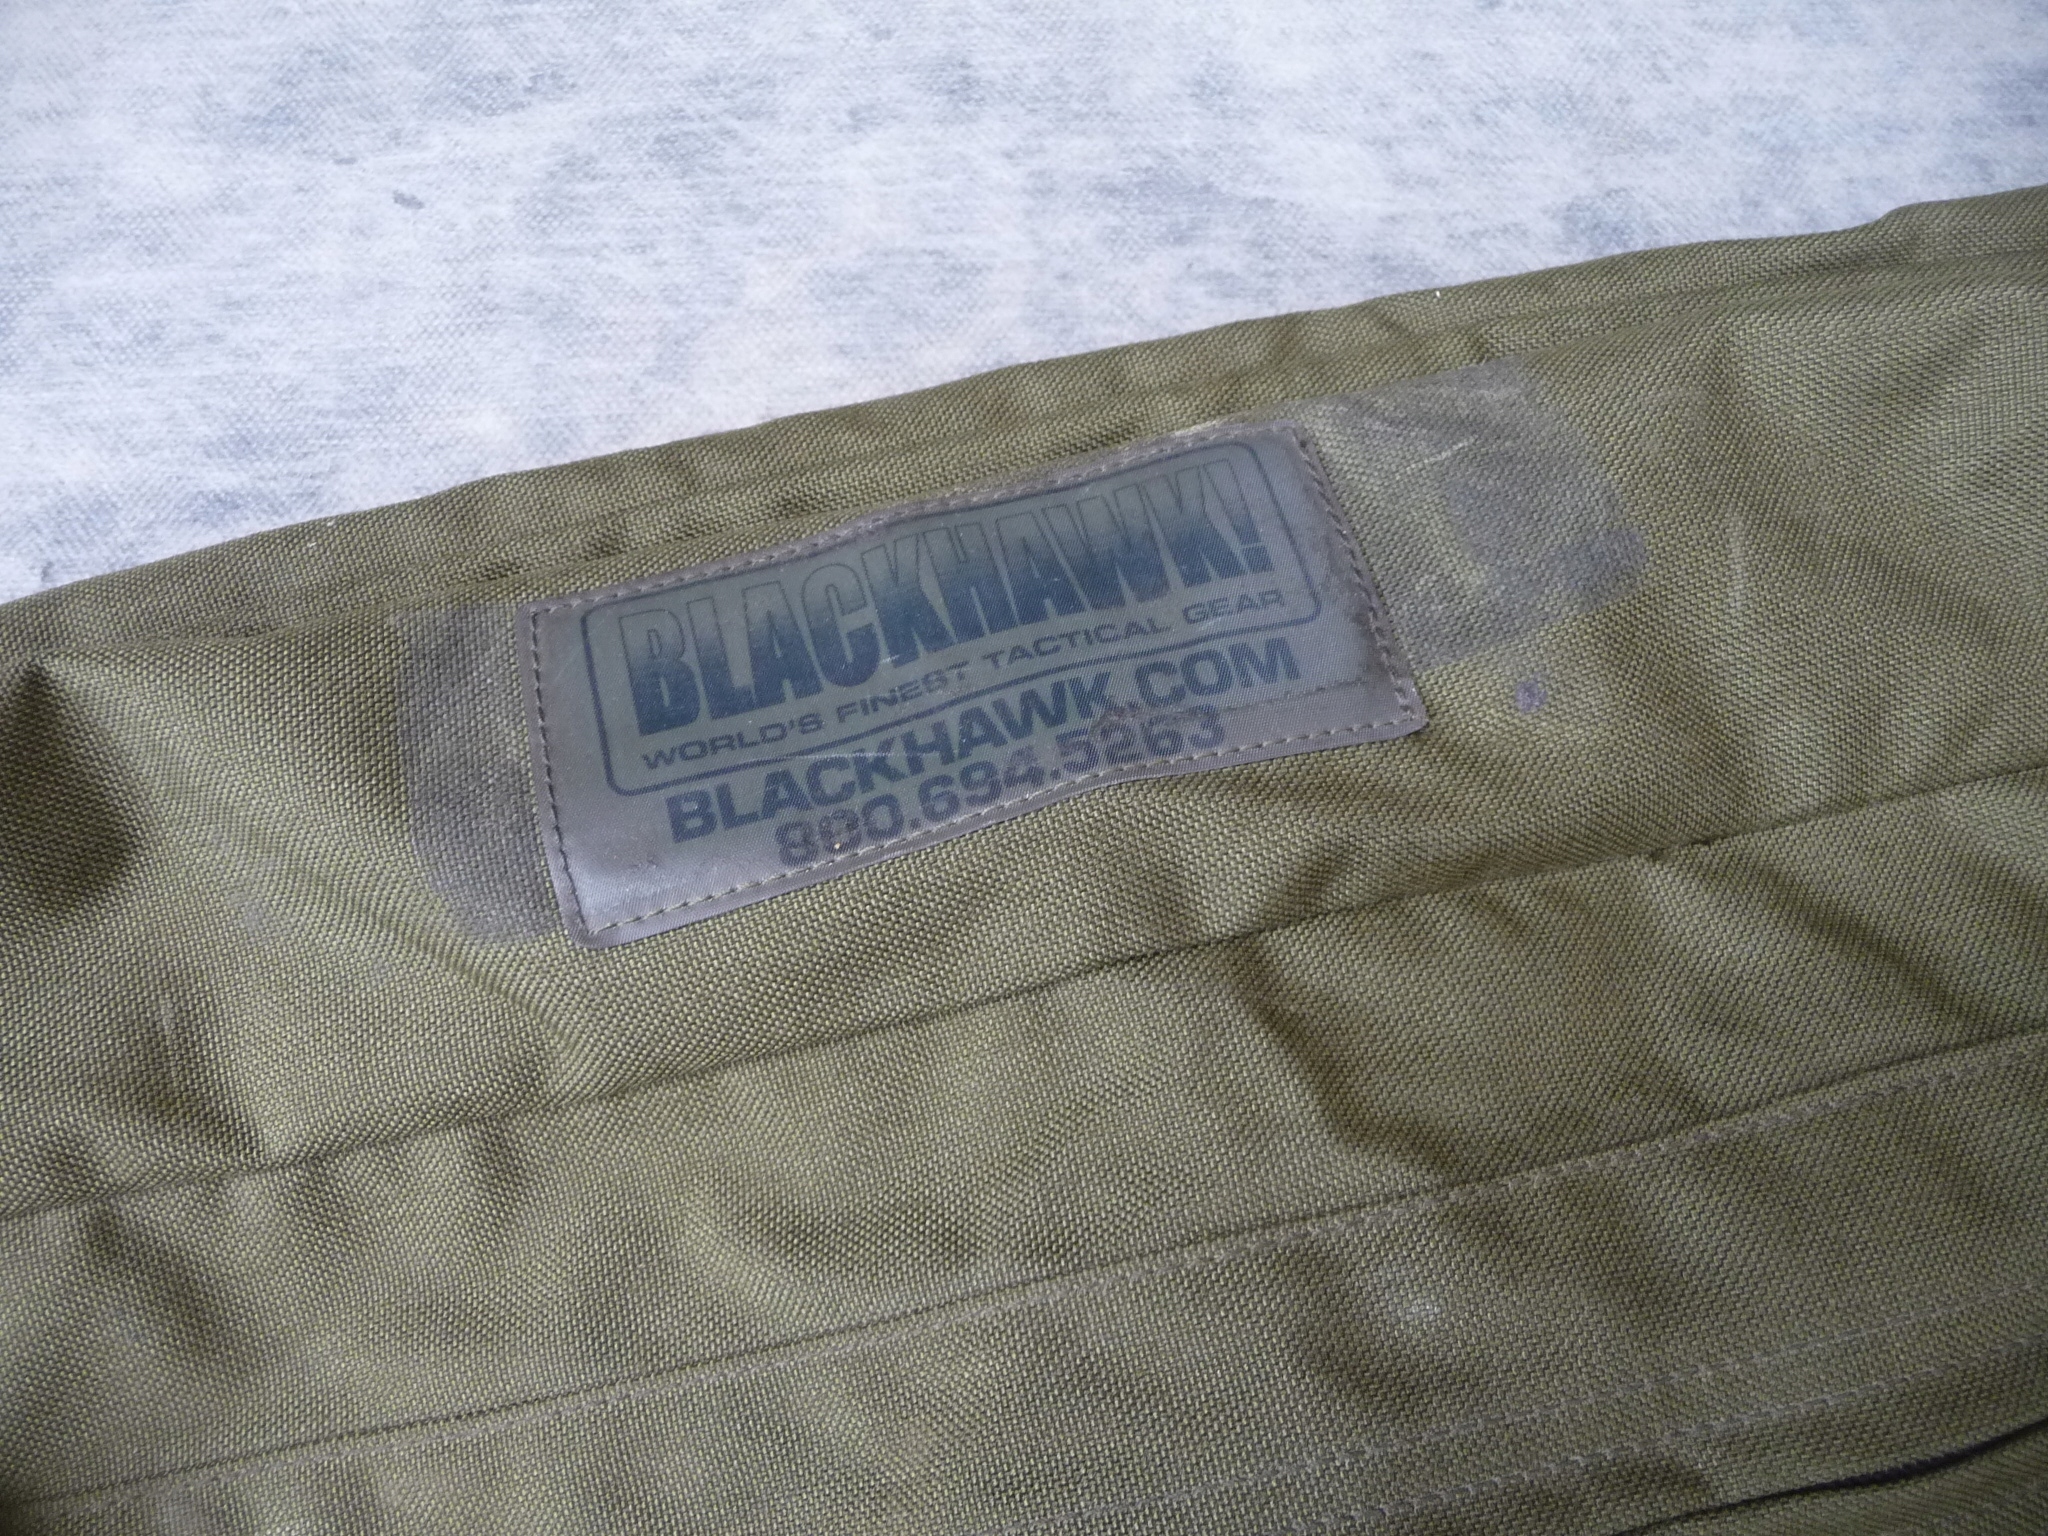 BLACKHAWK!
WORLD'S FINEST TACTICAL GEAR
BLACKHAWK.COM
800.694.5263